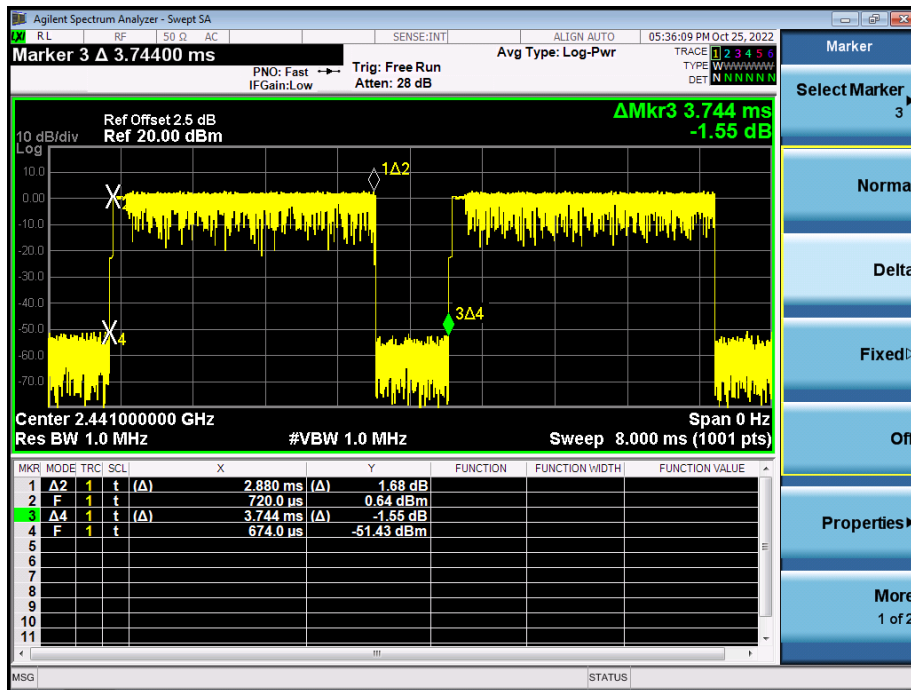 Agilent Spectrum Analyzer - Swept SA
LXI RL RF 50 Ω AC SENSE:INT ALIGN AUTO 05:36:09 PM Oct 25, 2022
Marker 3 Δ 3.74400 ms
PNO: Fast
IFGain:Low
Trig: Free Run
Atten: 28 dB
Avg Type: Log-Pwr
TRACE 1 2 3 4 5 6
TYPE WWWWWW
DET N N N N N N
ΔMkr3 3.744 ms
-1.55 dB
Ref Offset 2.5 dB
10 dB/div Ref 20.00 dBm
Log
10.0
0.00
-10.0
-20.0
-30.0
-40.0
-50.0
-60.0
-70.0
1Δ2
3Δ4
4
Center 2.441000000 GHz Span 0 Hz
Res BW 1.0 MHz #VBW 1.0 MHz Sweep 8.000 ms (1001 pts)
MKR MODE TRC SCL X Y FUNCTION FUNCTION WIDTH FUNCTION VALUE
1 Δ2 1 t (Δ) 2.880 ms (Δ) 1.68 dB
2 F 1 t 720.0 µs 0.64 dBm
3 Δ4 1 t (Δ) 3.744 ms (Δ) -1.55 dB
4 F 1 t 674.0 µs -51.43 dBm
5
6
7
8
9
10
11
MSG STATUS
Marker
Select Marker
3
Norma
Delta
Fixed
Off
Properties
More
1 of 2